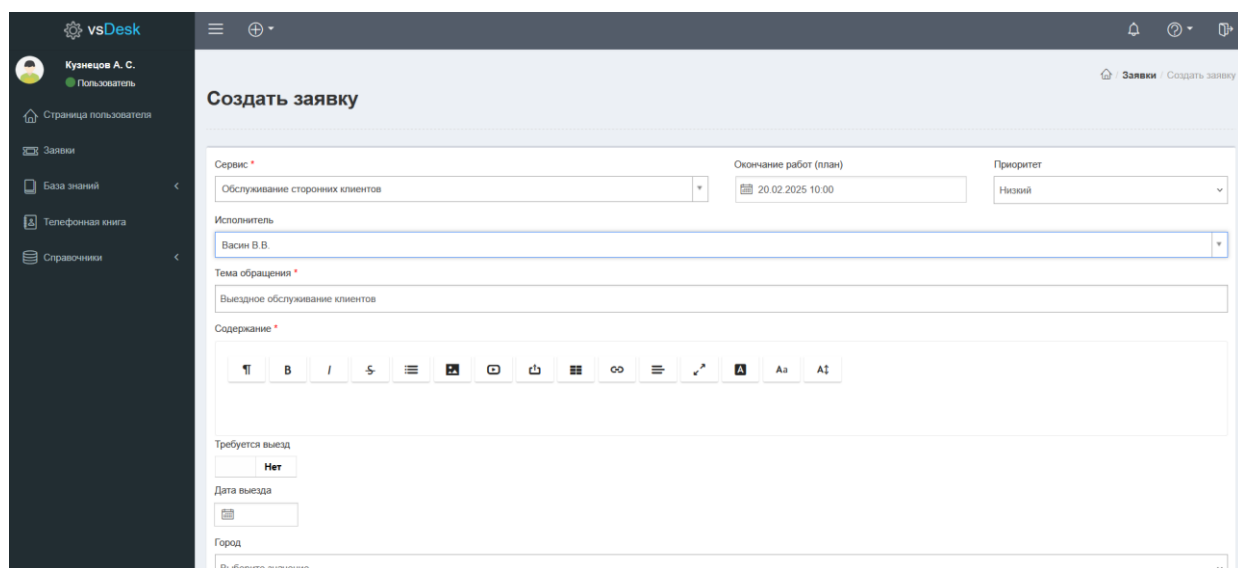 vsDesk
Кузнецов А. С.
Пользователь
Страница пользователя
Заявки
База знаний
Телефонная книга
Справочники
Заявки / Создать заявку
Создать заявку
Сервис *
Окончание работ (план)
Приоритет
Обслуживание сторонних клиентов
20.02.2025 10:00
Низкий
Исполнитель
Васин В.В.
Тема обращения *
Выездное обслуживание клиентов
Содержание *
¶ B I S A Aa A
Требуется выезд
Нет
Дата выезда
Город
Выберите значение